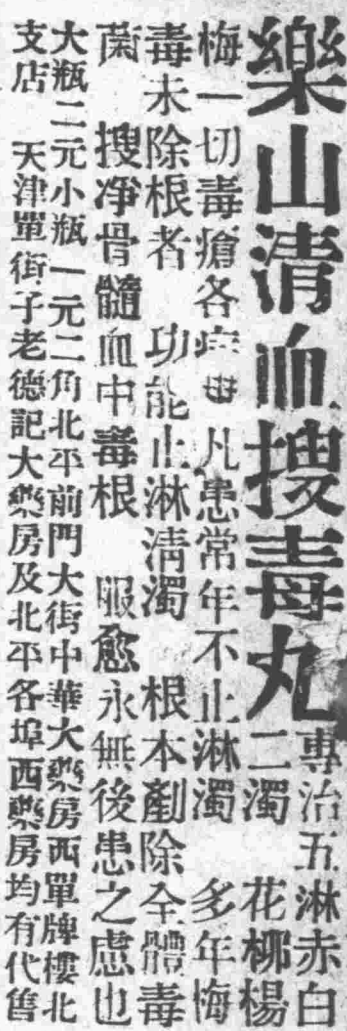 樂山清血搜毒丸
專治五淋赤白
二濁 花柳楊
梅一切毒瘡各 凡患常年不止淋濁 多年梅
毒未除根者 功能止淋清濁 根本剷除全體毒
菌 搜净骨髓血中毒根 服愈永無後患之慮也
大瓶二元小瓶一元二角北平前門大街中華大藥房西單牌樓北
支店 天津單街子老德記大藥房及北平各埠西藥房均有代售